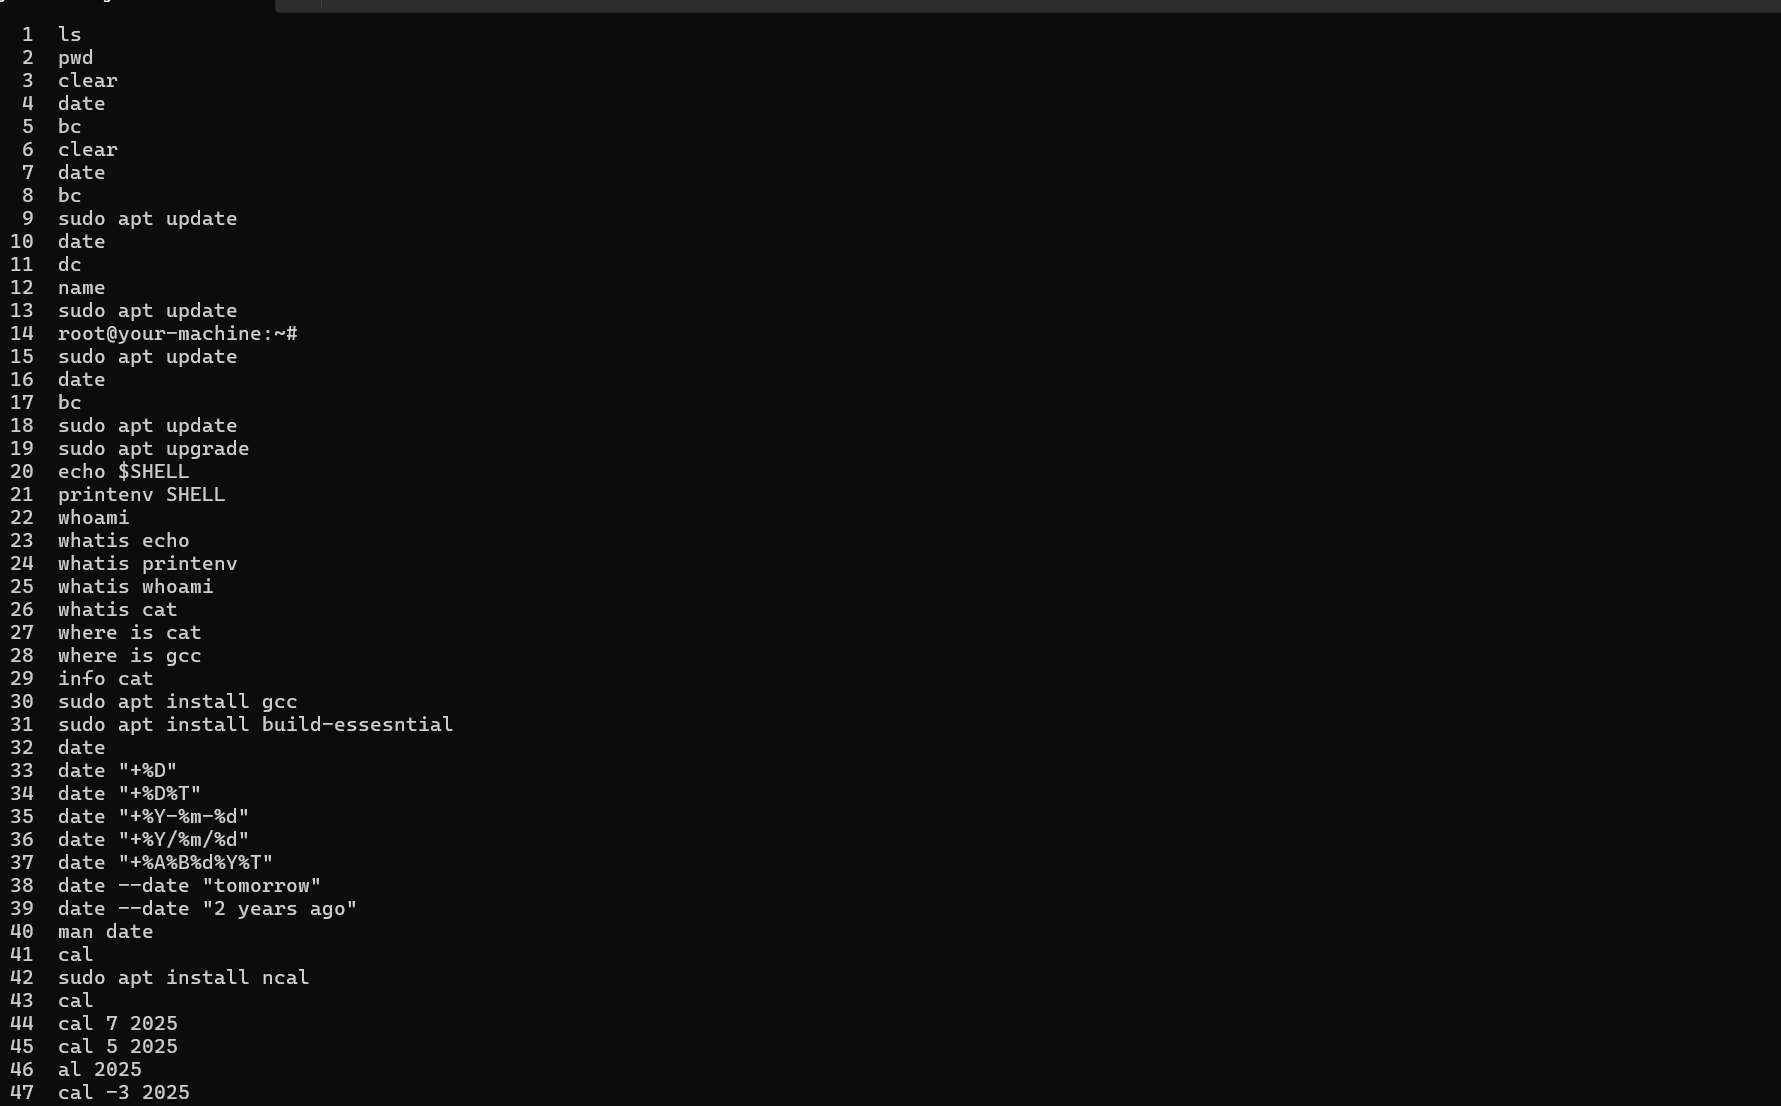 1 ls
2 pwd
3 clear
4 date
5 bc
6 clear
7 date
8 bc
9 sudo apt update
10 date
11 dc
12 name
13 sudo apt update
14 root@your-machine:~#
15 sudo apt update
16 date
17 bc
18 sudo apt update
19 sudo apt upgrade
20 echo $SHELL
21 printenv SHELL
22 whoami
23 whatis echo
24 whatis printenv
25 whatis whoami
26 whatis cat
27 where is cat
28 where is gcc
29 info cat
30 sudo apt install gcc
31 sudo apt install build-essesntial
32 date
33 date "+%D"
34 date "+%D%T"
35 date "+%Y-%m-%d"
36 date "+%Y/%m/%d"
37 date "+%A%B%d%Y%T"
38 date --date "tomorrow"
39 date --date "2 years ago"
40 man date
41 cal
42 sudo apt install ncal
43 cal
44 cal 7 2025
45 cal 5 2025
46 al 2025
47 cal -3 2025